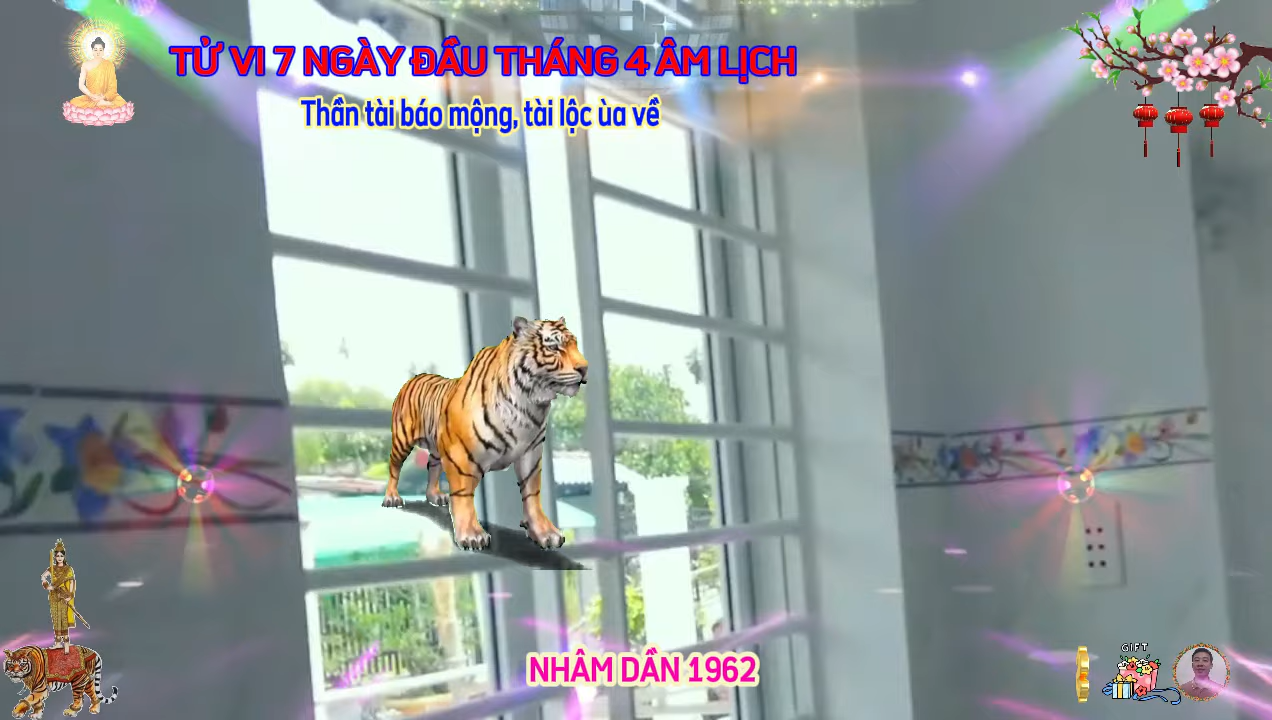 TỬ VI 7 NGÀY ĐẦU THÁNG 4 ÂM LỊCH
Thần tài báo mộng, tài lộc ùa về
GIFT
NHÂM DẦN 1962